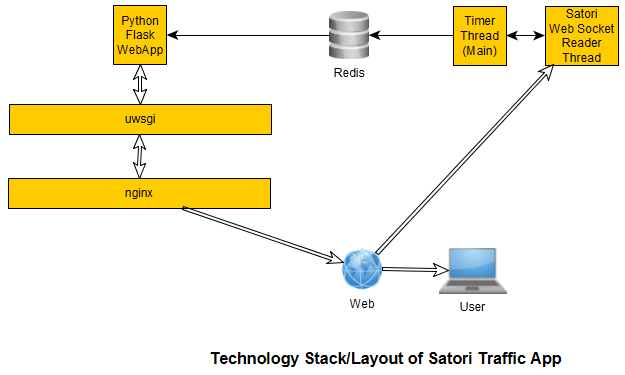 Python
Flask
WebApp
Redis
Timer
Thread
(Main)
Satori
Web Socket
Reader
Thread
uwsgi
nginx
Web
User
Technology Stack/Layout of Satori Traffic App